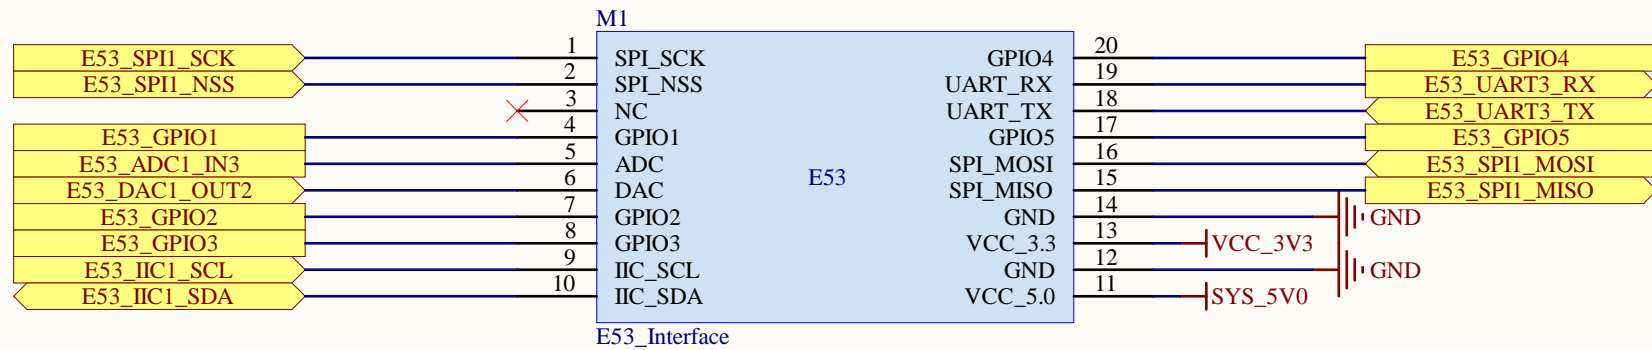 M1
E53_SPI1_SCK 1 SPI_SCK GPIO4 20 E53_GPIO4
E53_SPI1_NSS 2 SPI_NSS UART_RX 19 E53_UART3_RX
3 NC UART_TX 18 E53_UART3_TX
E53_GPIO1 4 GPIO1 GPIO5 17 E53_GPIO5
E53_ADC1_IN3 5 ADC SPI_MOSI 16 E53_SPI1_MOSI
E53_DAC1_OUT2 6 DAC E53 SPI_MISO 15 E53_SPI1_MISO
E53_GPIO2 7 GPIO2 GND 14 GND
E53_GPIO3 8 GPIO3 VCC_3.3 13 VCC_3V3
E53_IIC1_SCL 9 IIC_SCL GND 12 GND
E53_IIC1_SDA 10 IIC_SDA VCC_5.0 11 SYS_5V0
E53_Interface